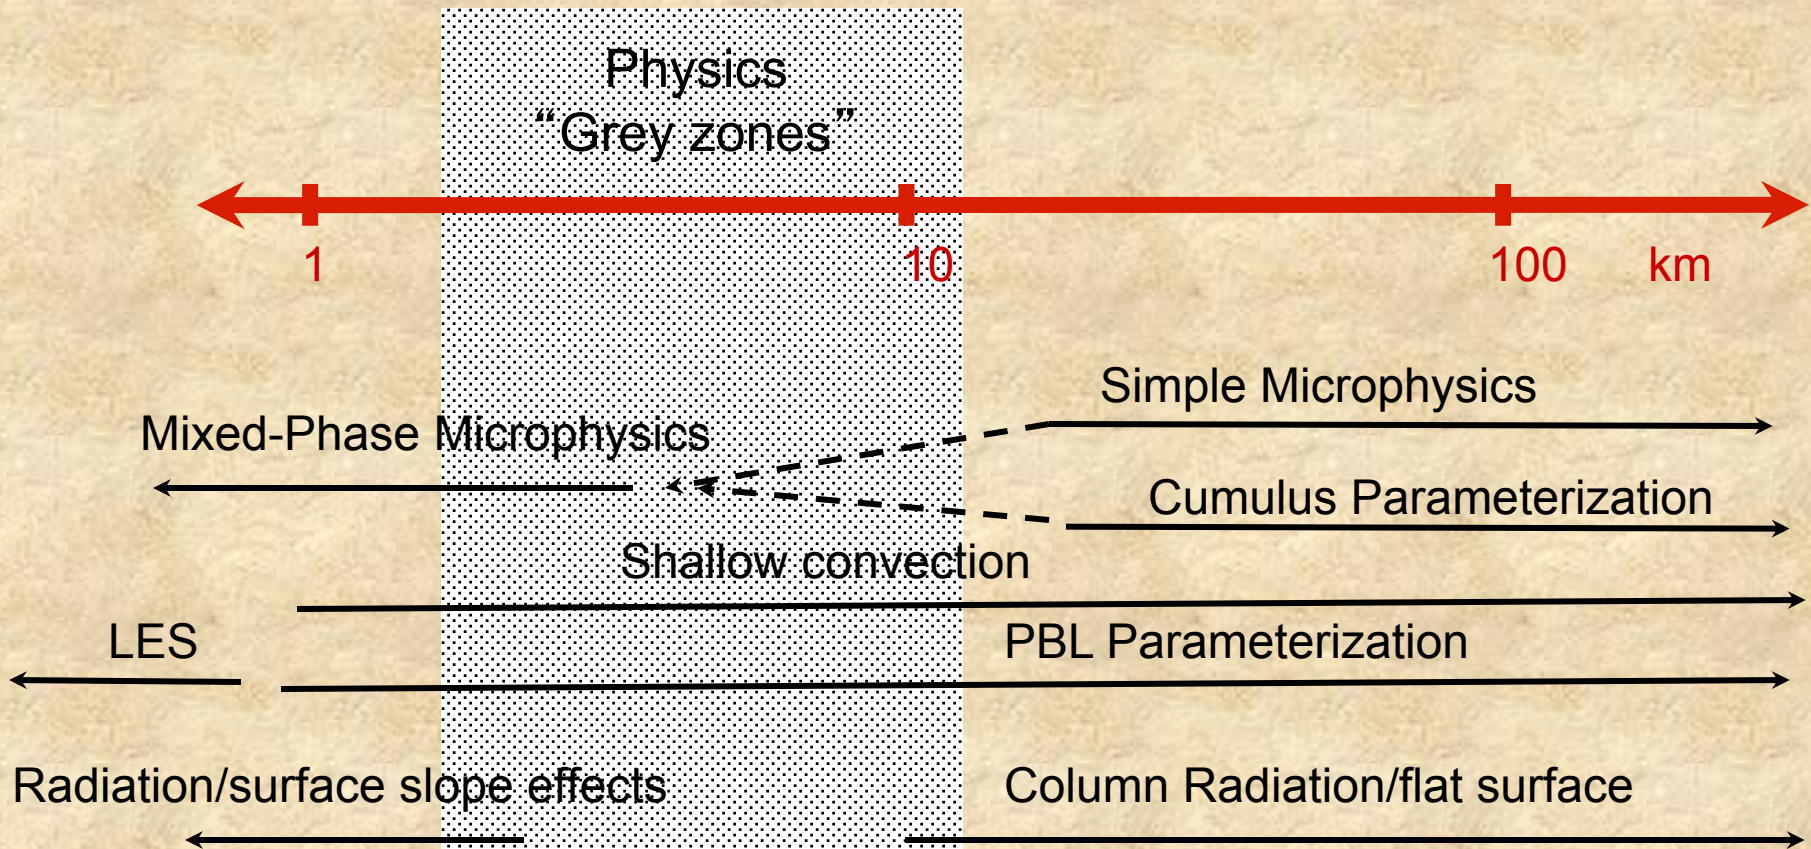 Physics
“Grey zones”
1
10
100
km
Simple Microphysics
Mixed-Phase Microphysics
Cumulus Parameterization
Shallow convection
LES
PBL Parameterization
Radiation/surface slope effects
Column Radiation/flat surface